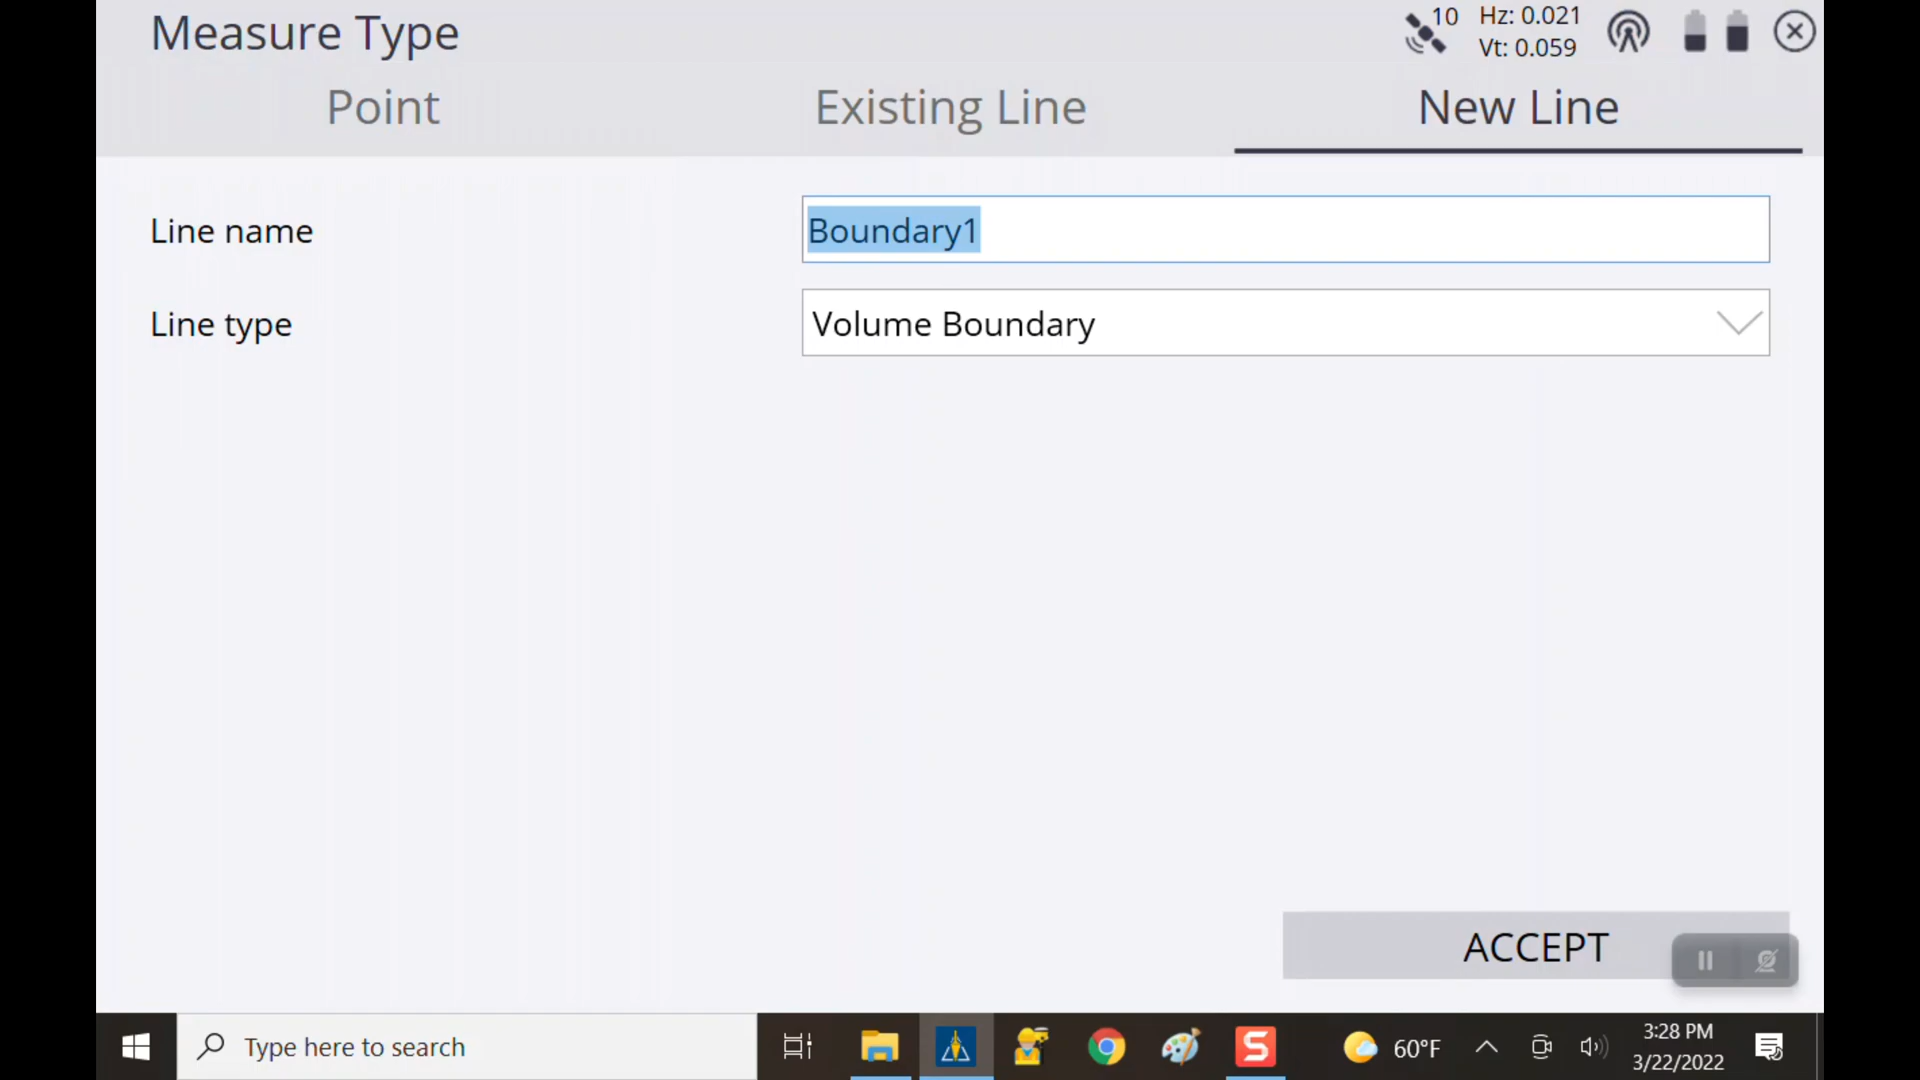 Measure Type
10
Hz: 0.021
Vt: 0.059
Point
Existing Line
New Line
Line name
Boundary1
Line type
Volume Boundary
ACCEPT
Type here to search
S
60°F
3:28 PM
3/22/2022